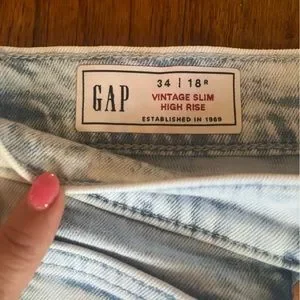 GAP
34 | 18R
VINTAGE SLIM
HIGH RISE
ESTABLISHED IN 1969